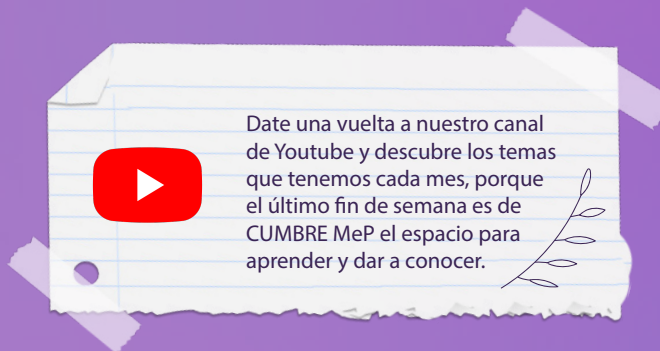 Date una vuelta a nuestro canal
de Youtube y descubre los temas
que tenemos cada mes, porque
el último fin de semana es de
CUMBRE MeP el espacio para
aprender y dar a conocer.